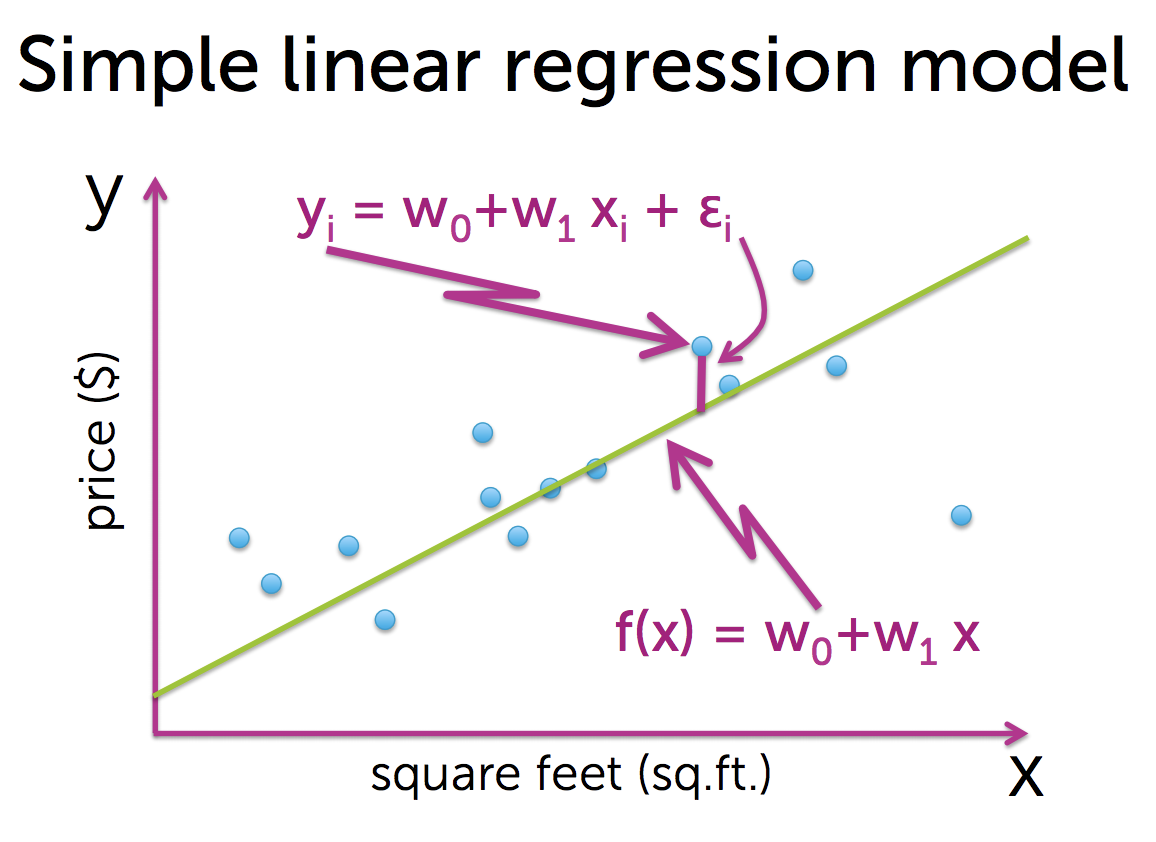 Simple linear regression model
y
yᵢ = w₀+w₁ xᵢ + εᵢ
price ($)
f(x) = w₀+w₁ x
square feet (sq.ft.)
x